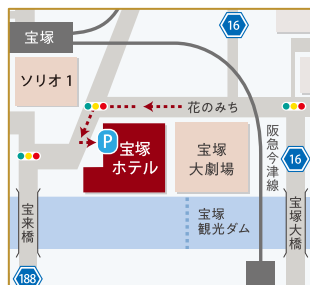 宝塚
16
ソリオ1
花のみち
P
宝塚
ホテル
宝塚
大劇場
阪急今津線
16
宝来橋
宝塚
観光ダム
宝塚大橋
188